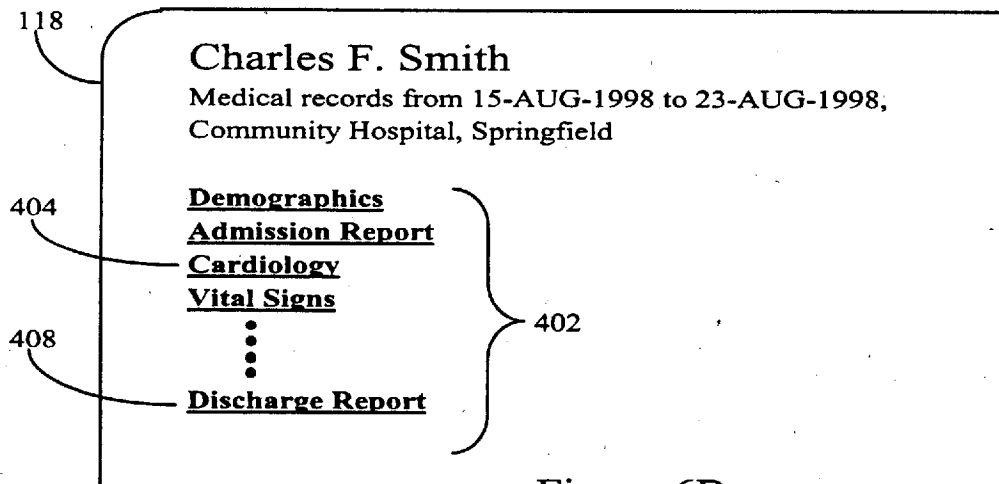 118
Charles F. Smith
Medical records from 15-AUG-1998 to 23-AUG-1998,
Community Hospital, Springfield
Demographics
404
Admission Report
Cardiology
Vital Signs
402
408
Discharge Report